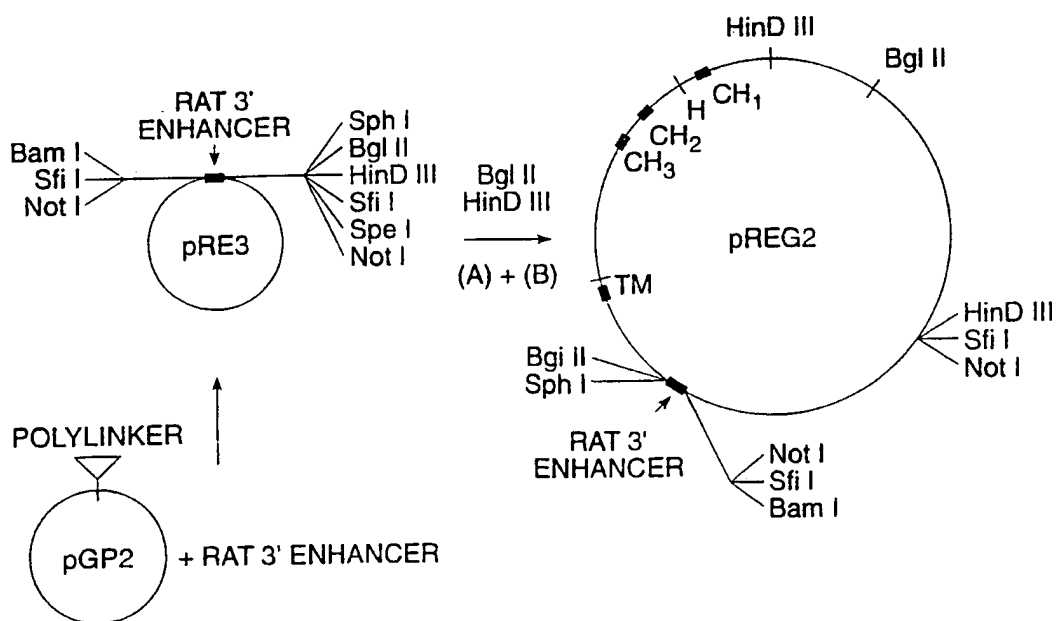 RAT 3'
ENHANCER
Bam I
Sfi I
Not I
Sph I
Bgl II
HinD III
Sfi I
Spe I
Not I
pRE3
Bgl II
HinD III
(A) + (B)
HinD III
Bgl II
CH1
H
CH2
CH3
pREG2
TM
HinD III
Sfi I
Not I
Bgi II
Sph I
RAT 3'
ENHANCER
Not I
Sfi I
Bam I
POLYLINKER
pGP2
+ RAT 3' ENHANCER